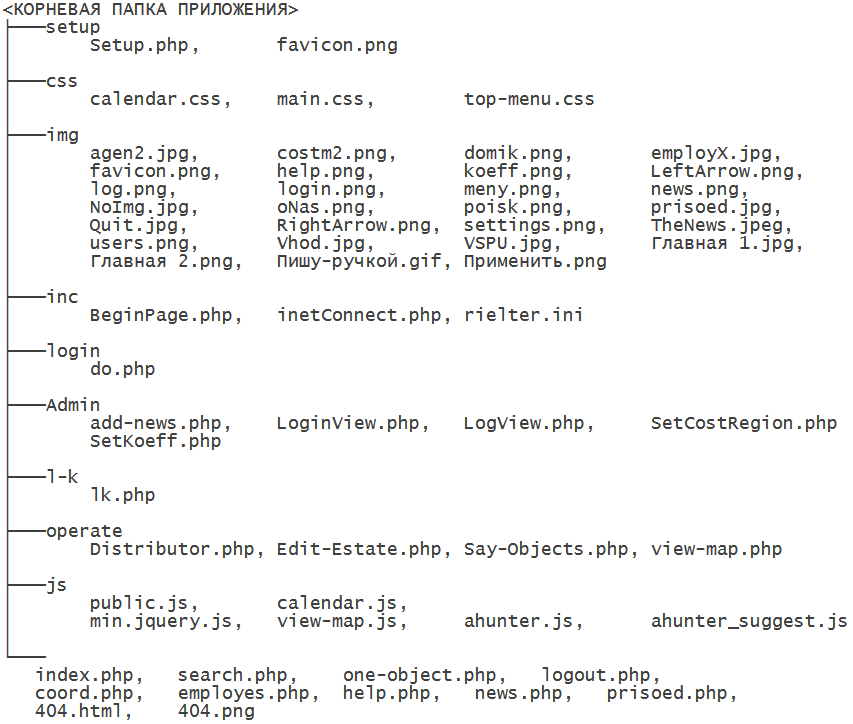 <КОРНЕВАЯ ПАПКА ПРИЛОЖЕНИЯ>
setup
Setup.php, favicon.png
css
calendar.css, main.css, top-menu.css
img
agen2.jpg, costm2.png, domik.png, employX.jpg,
favicon.png, help.png, koeff.png, LeftArrow.png,
log.png, login.png, meny.png, news.png,
NoImg.jpg, oNas.png, poisk.png, prisoed.jpg,
Quit.jpg, RightArrow.png, settings.png, TheNews.jpeg,
users.png, Vhod.jpg, VSPU.jpg, Главная 1.jpg,
Главная 2.png, Пишу-ручкой.gif, Применить.png
inc
BeginPage.php, inetConnect.php, rielter.ini
login
do.php
Admin
add-news.php, LoginView.php, LogView.php, SetCostRegion.php
SetKoeff.php
l-k
lk.php
operate
Distributor.php, Edit-Estate.php, Say-Objects.php, view-map.php
js
public.js, calendar.js,
min.jquery.js, view-map.js, ahunter.js, ahunter_suggest.js
index.php, search.php, one-object.php, logout.php,
coord.php, employes.php, help.php, news.php, prisoed.php,
404.html, 404.png